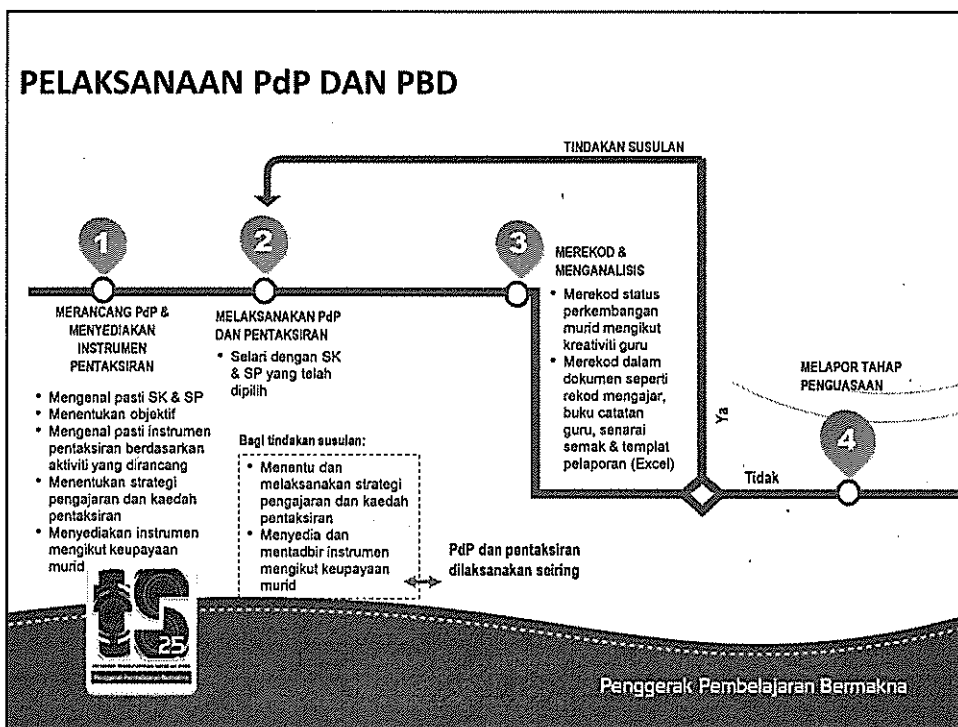 PELAKSANAAN PdP DAN PBD
TINDAKAN SUSULAN
1
MERANCANG PdP &
MENYEDIAKAN
INSTRUMEN
PENTAKSIRAN
• Mengenal pasti SK & SP
• Menentukan objektif
• Mengenal pasti instrumen
pentaksiran berdasarkan
aktiviti yang dirancang
• Menentukan strategi
pengajaran dan kaedah
pentaksiran
• Menyediakan instrumen
mengikut keupayaan
murid
2
MELAKSANAKAN PdP
DAN PENTAKSIRAN
• Selari dengan SK
& SP yang telah
dipilih
Bagi tindakan susulan:
• Menentu dan
melaksanakan strategi
pengajaran dan kaedah
pentaksiran
• Menyedia dan
mentadbir instrumen
mengikut keupayaan
murid
PdP dan pentaksiran
dilaksanakan seiring
3
MEREKOD &
MENGANALISIS
• Merekod status
perkembangan
murid mengikut
kreativiti guru
• Merekod dalam
dokumen seperti
rekod mengajar,
buku catatan
guru, senarai
semak & templat
pelaporan (Excel)
Ya
Tidak
MELAPOR TAHAP
PENGUASAAN
4
tS
25
Penggerak Pembelajaran Bermakna